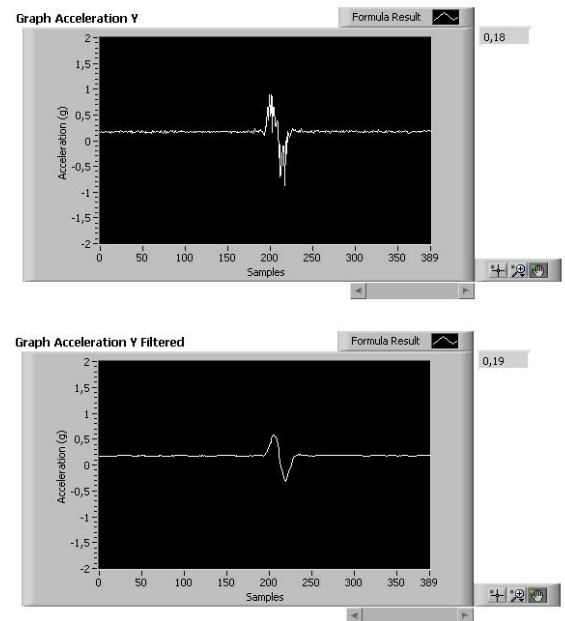 Graph Acceleration Y
Formula Result
0,18
2
1,5
1
0,5
0
-0,5
-1
-1,5
-2
Acceleration (g)
0 50 100 150 200 250 300 350 389
Samples
Graph Acceleration Y Filtered
Formula Result
0,19
2
1,5
1
0,5
0
-0,5
-1
-1,5
-2
Acceleration (g)
0 50 100 150 200 250 300 350 389
Samples